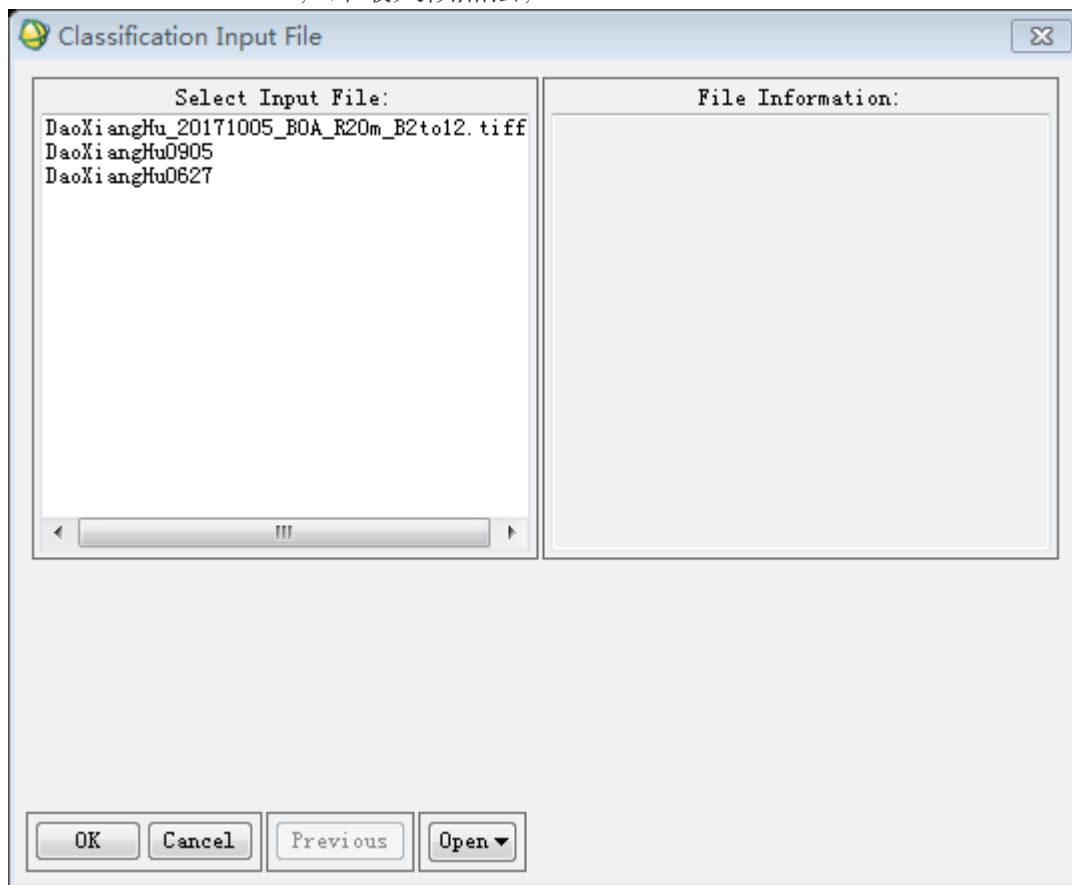 Classification Input File
Select Input File:
DaoXiangHu_20171005_BOA_R20m_B2to12.tiff
DaoXiangHu0905
DaoXiangHu0627
File Information:
OK
Cancel
Previous
Open